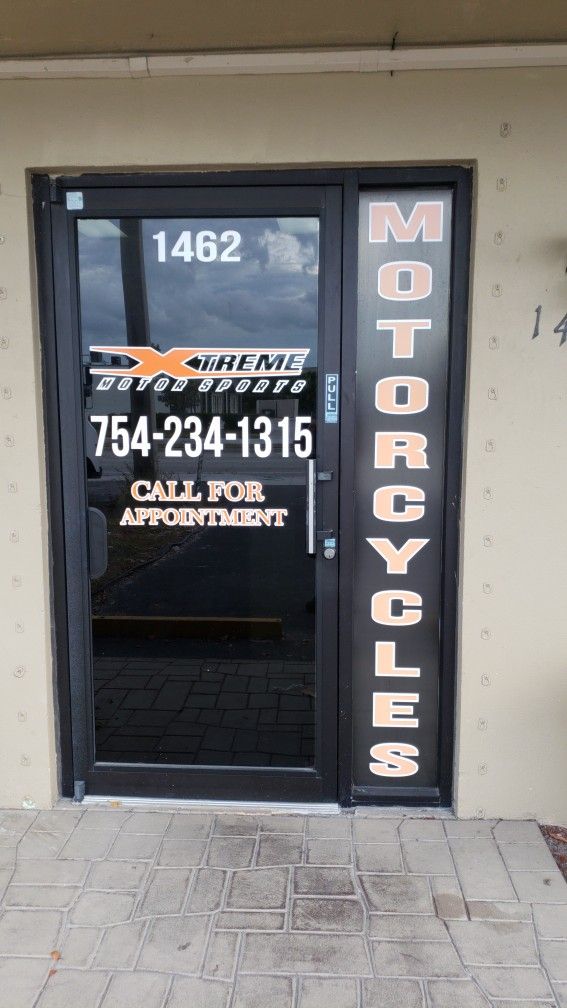 1462
XTREME
MOTOR SPORTS
754-234-1315
CALL FOR
APPOINTMENT
PULL
MOTORCYCLES
14